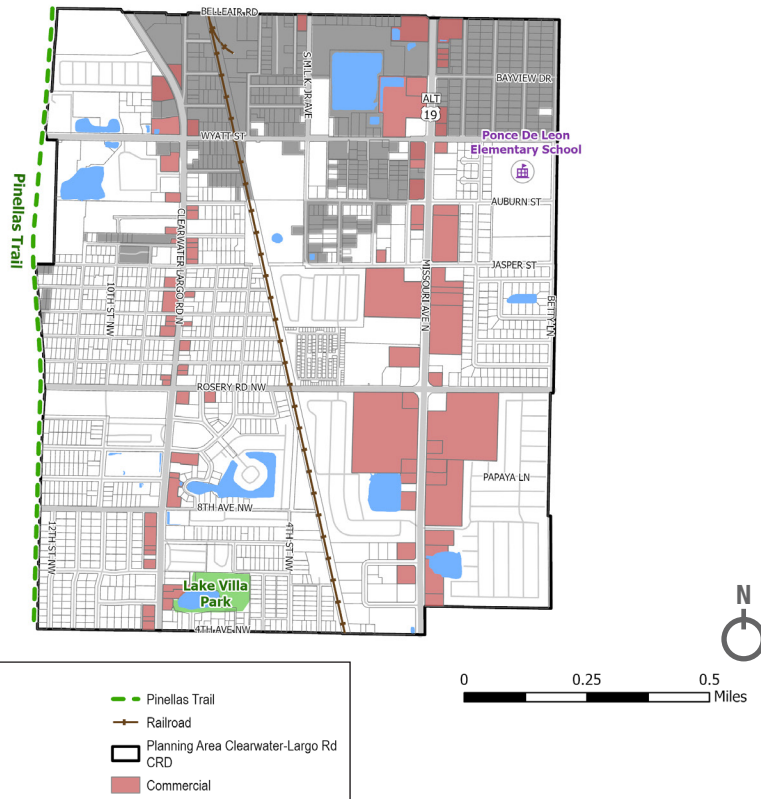 BELLEAIR RD
S M.L.K. JR AVE
BAYVIEW DR
ALT
19
WYATT ST
Ponce De Leon
Elementary School
AUBURN ST
Pinellas Trail
CLEARWATER LARGO RD N
JASPER ST
MISSOURI AVE N
10TH ST NW
BETTY LN
ROSERY RD NW
PAPAYA LN
8TH AVE NW
12TH ST NW
4TH ST NW
Lake Villa
Park
4TH AVE NW
N
0 0.25 0.5
Miles
Pinellas Trail
Railroad
Planning Area Clearwater-Largo Rd
CRD
Commercial